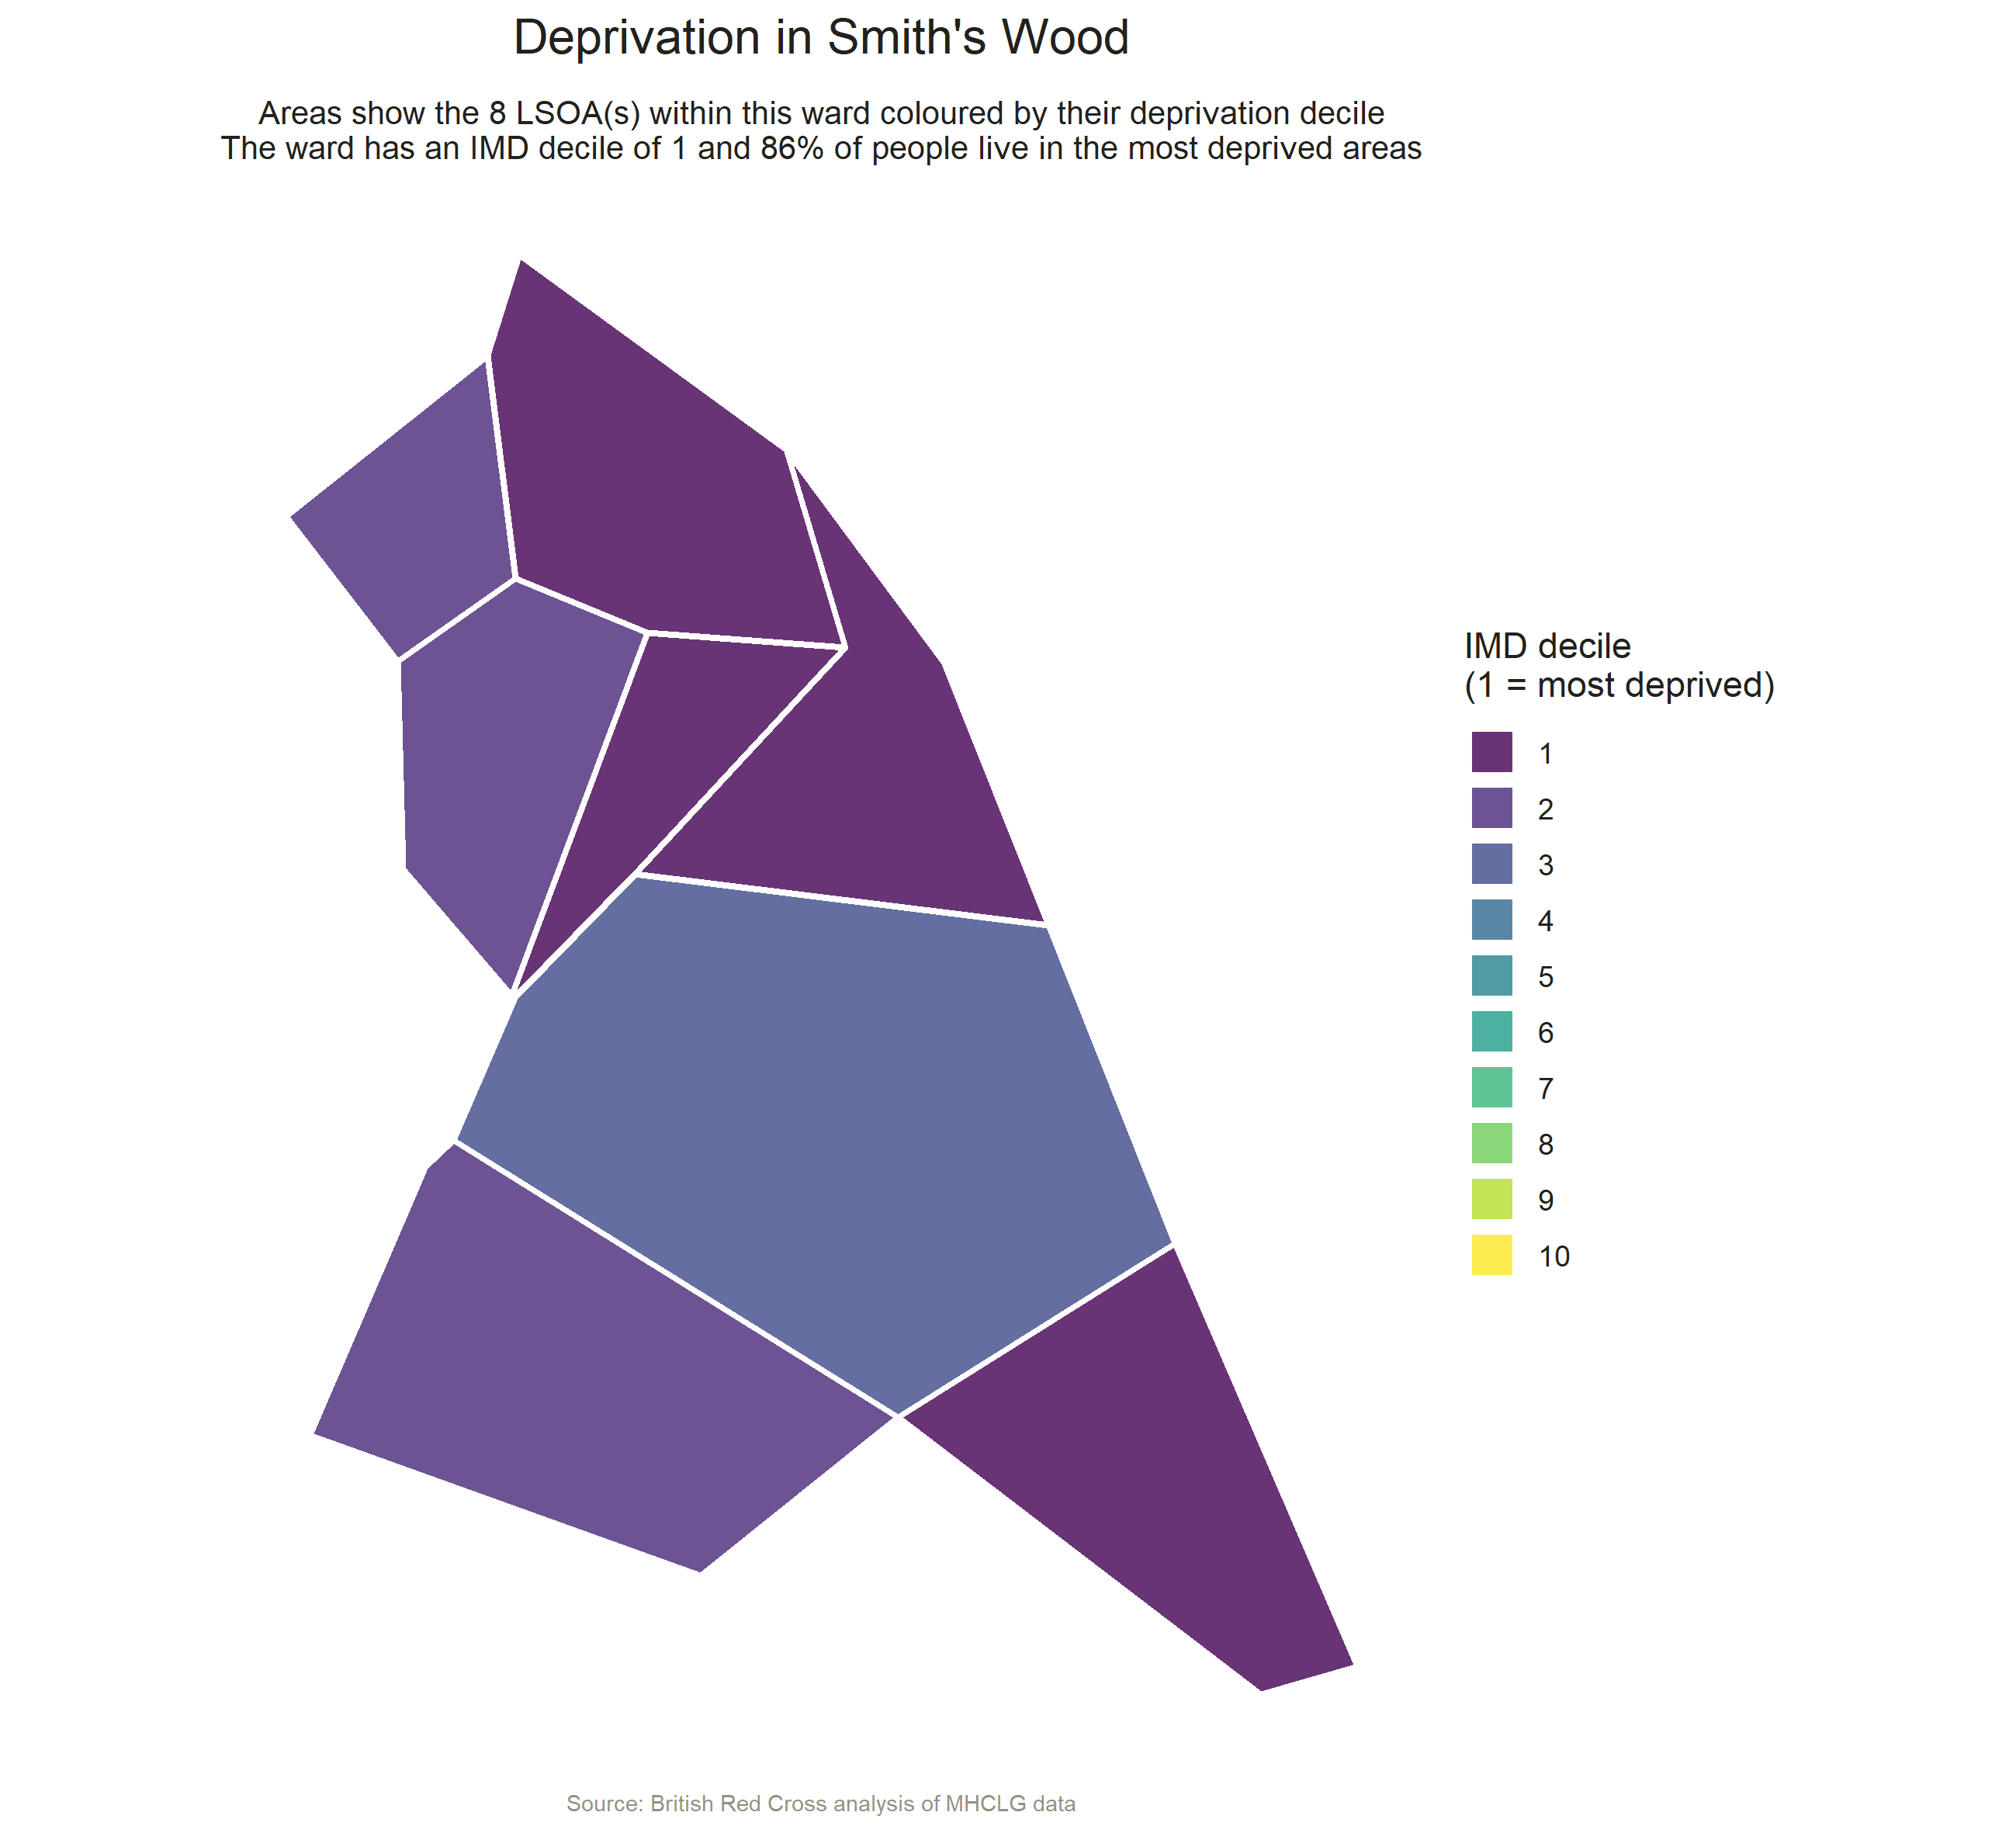 Deprivation in Smith's Wood
Areas show the 8 LSOA(s) within this ward coloured by their deprivation decile
The ward has an IMD decile of 1 and 86% of people live in the most deprived areas
IMD decile
(1 = most deprived)
1
2
3
4
5
6
7
8
9
10
Source: British Red Cross analysis of MHCLG data